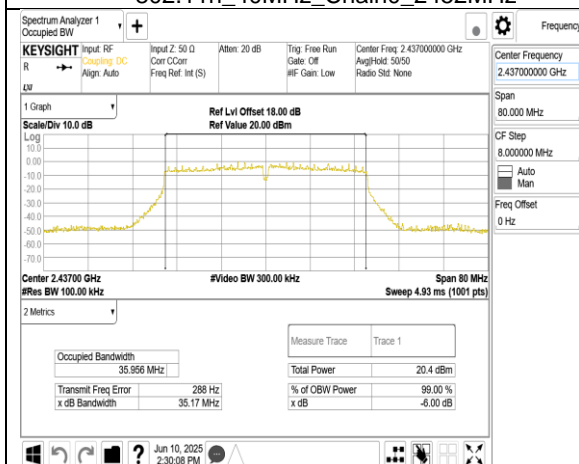 802.11n_40MHz_Chain0_2452MHz
Spectrum Analyzer 1
Occupied BW
Frequency
KEYSIGHT Input: RF
R
Coupling: DC
Align: Auto
Input Z: 50 Ω
Corr CCorr
Freq Ref: Int (S)
Atten: 20 dB
Trig: Free Run
Gate: Off
#IF Gain: Low
Center Freq: 2.437000000 GHz
Avg|Hold: 50/50
Radio Std: None
Center Frequency
2.437000000 GHz
Span
80.000 MHz
CF Step
8.000000 MHz
Auto
Man
Freq Offset
0 Hz
1 Graph
Scale/Div 10.0 dB
Ref Lvl Offset 18.00 dB
Ref Value 20.00 dBm
Log
10.0
0.00
-10.0
-20.0
-30.0
-40.0
-50.0
-60.0
-70.0
Center 2.43700 GHz
#Res BW 100.00 kHz
#Video BW 300.00 kHz
Span 80 MHz
Sweep 4.93 ms (1001 pts)
2 Metrics
Measure Trace Trace 1
Occupied Bandwidth
35.956 MHz
Total Power 20.4 dBm
Transmit Freq Error 288 Hz
% of OBW Power 99.00 %
x dB Bandwidth 35.17 MHz
x dB -6.00 dB
Jun 10, 2025
2:30:08 PM